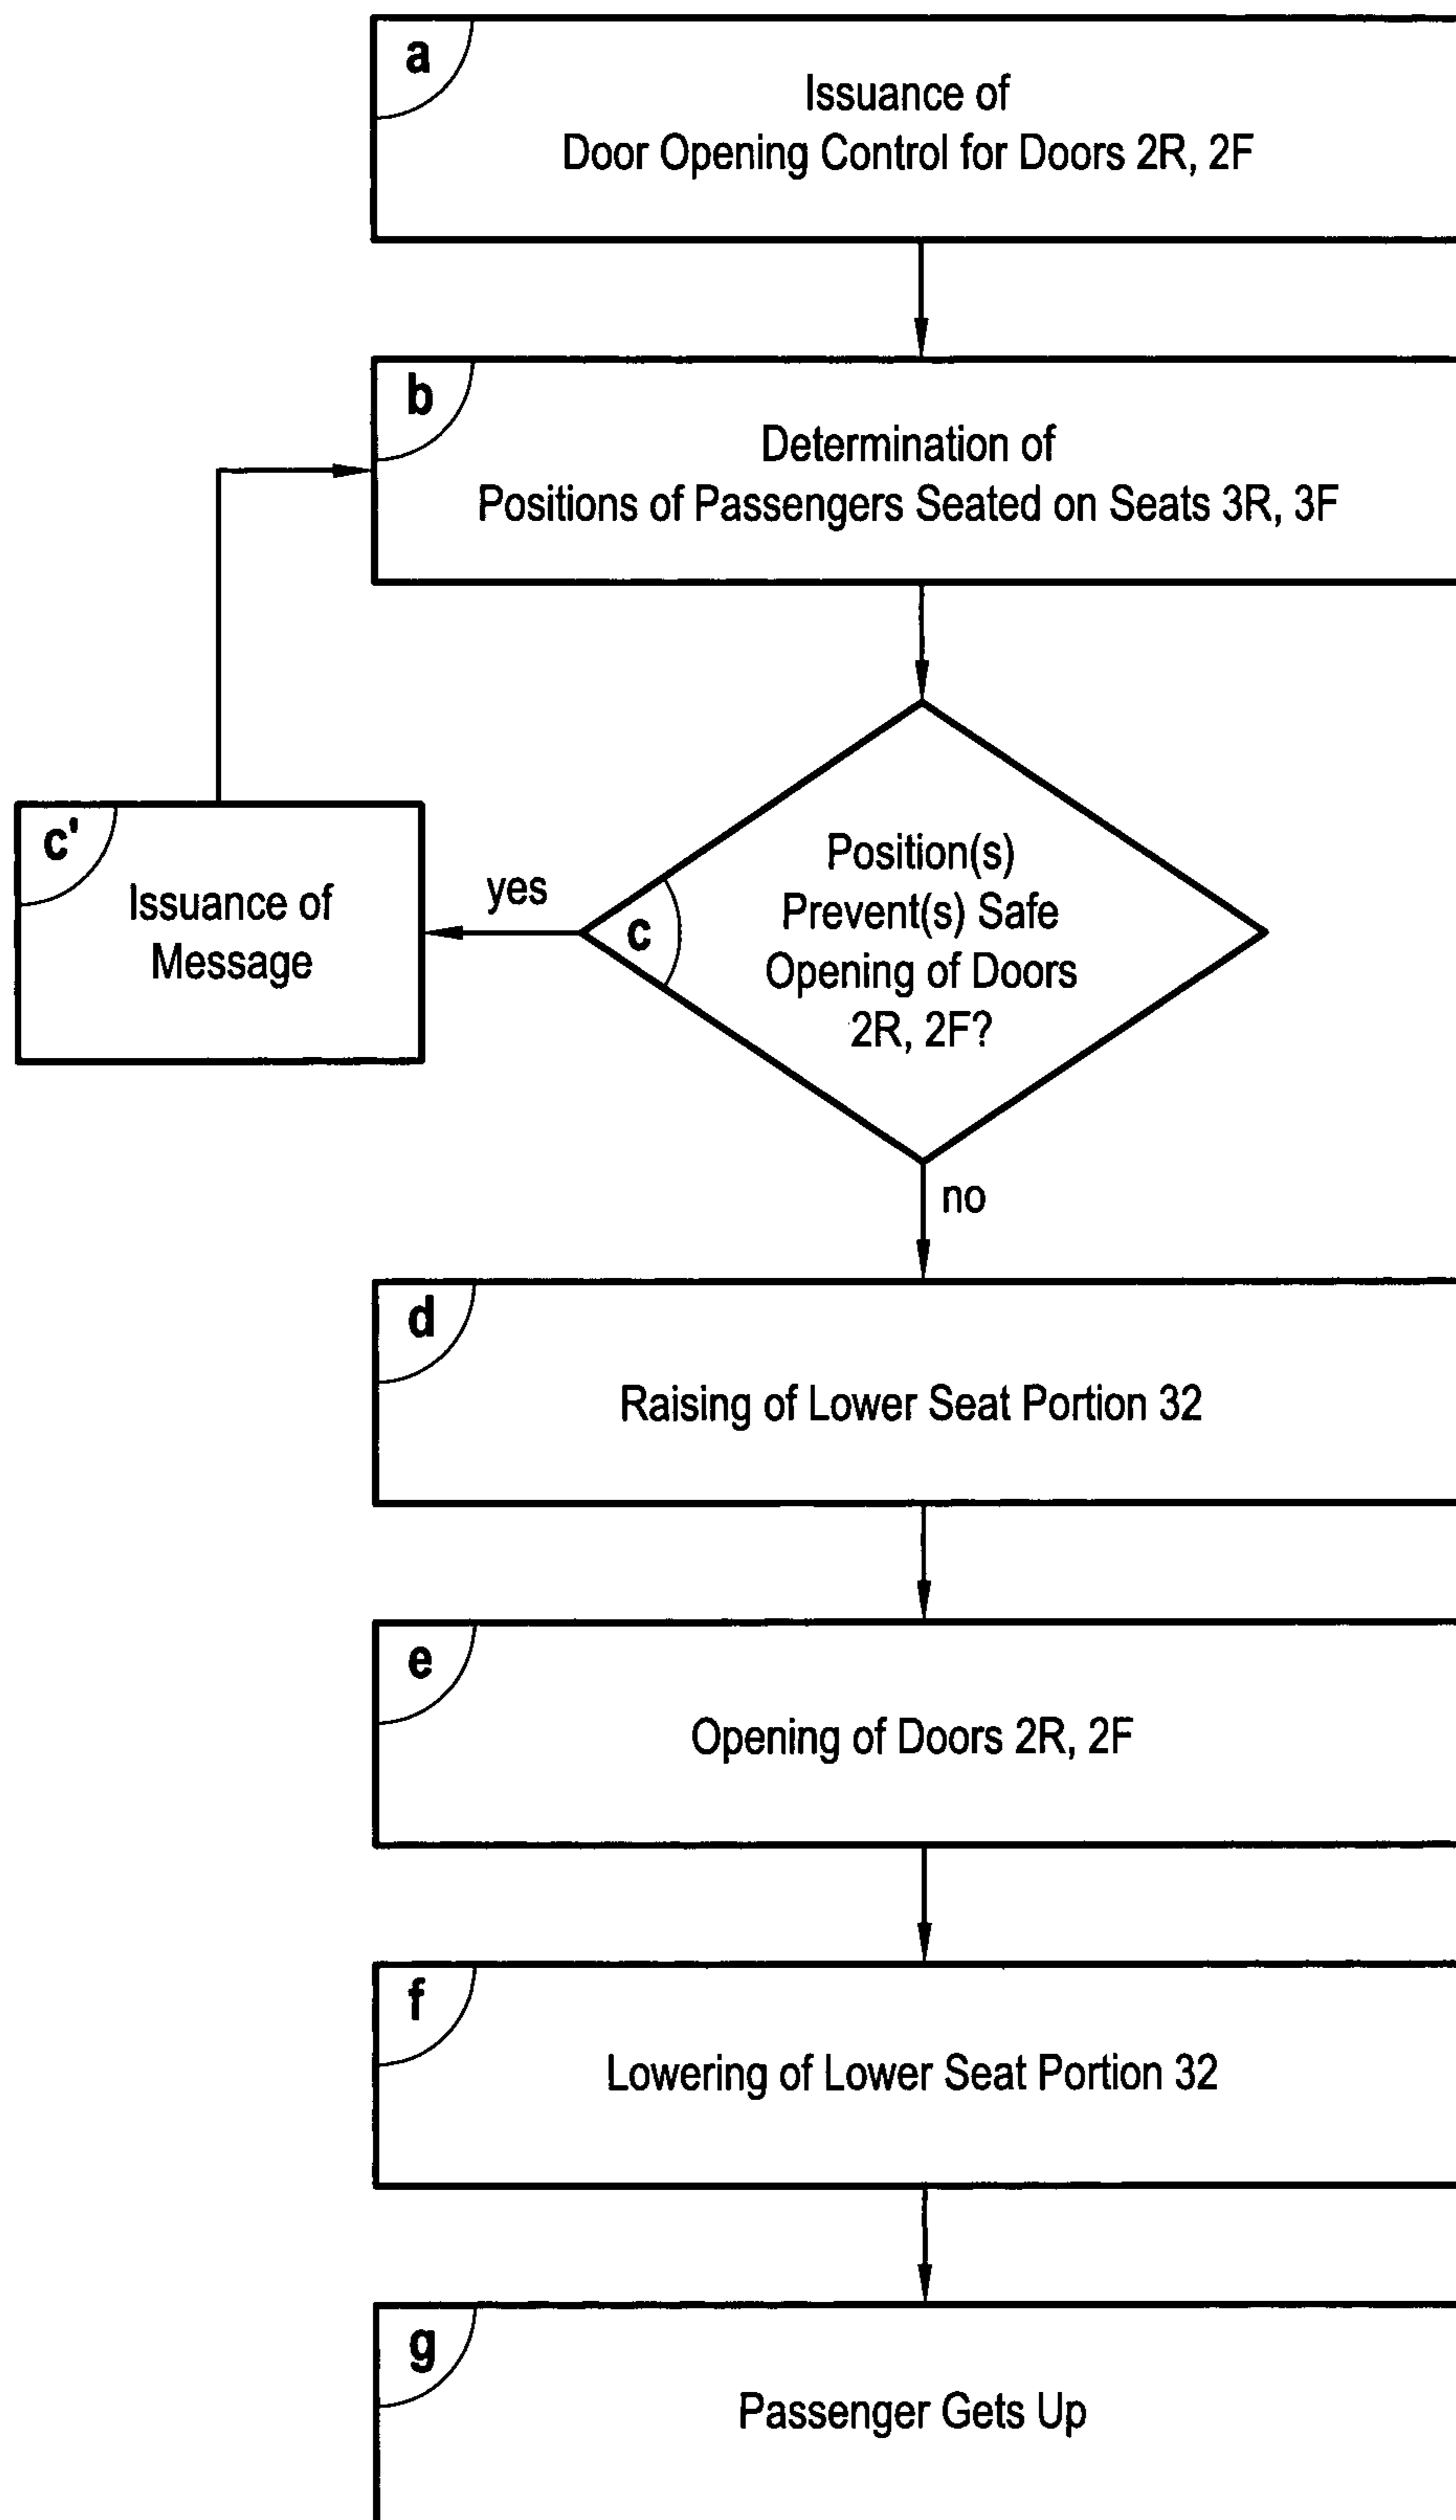 a
Issuance of
Door Opening Control for Doors 2R, 2F
b
Determination of
Positions of Passengers Seated on Seats 3R, 3F
c'
Issuance of
Message
yes
c
Position(s)
Prevent(s) Safe
Opening of Doors
2R, 2F?
no
d
Raising of Lower Seat Portion 32
e
Opening of Doors 2R, 2F
f
Lowering of Lower Seat Portion 32
g
Passenger Gets Up